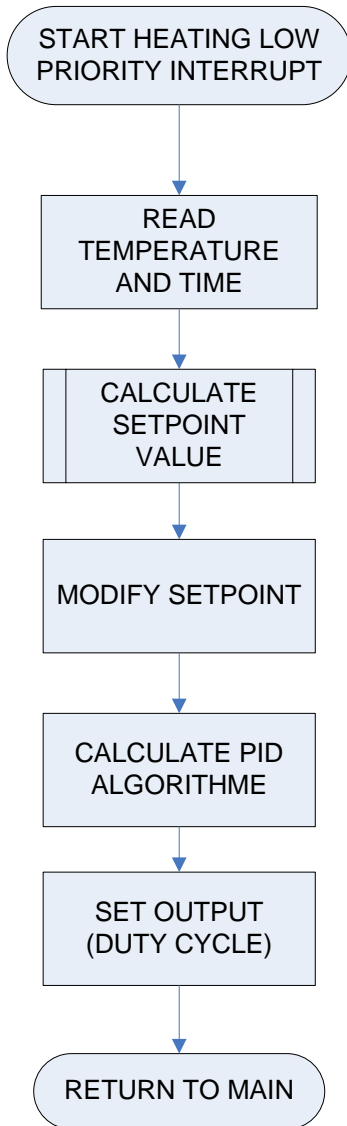 START HEATING LOW
PRIORITY INTERRUPT
READ
TEMPERATURE
AND TIME
CALCULATE
SETPOINT
VALUE
MODIFY SETPOINT
CALCULATE PID
ALGORITHME
SET OUTPUT
(DUTY CYCLE)
RETURN TO MAIN